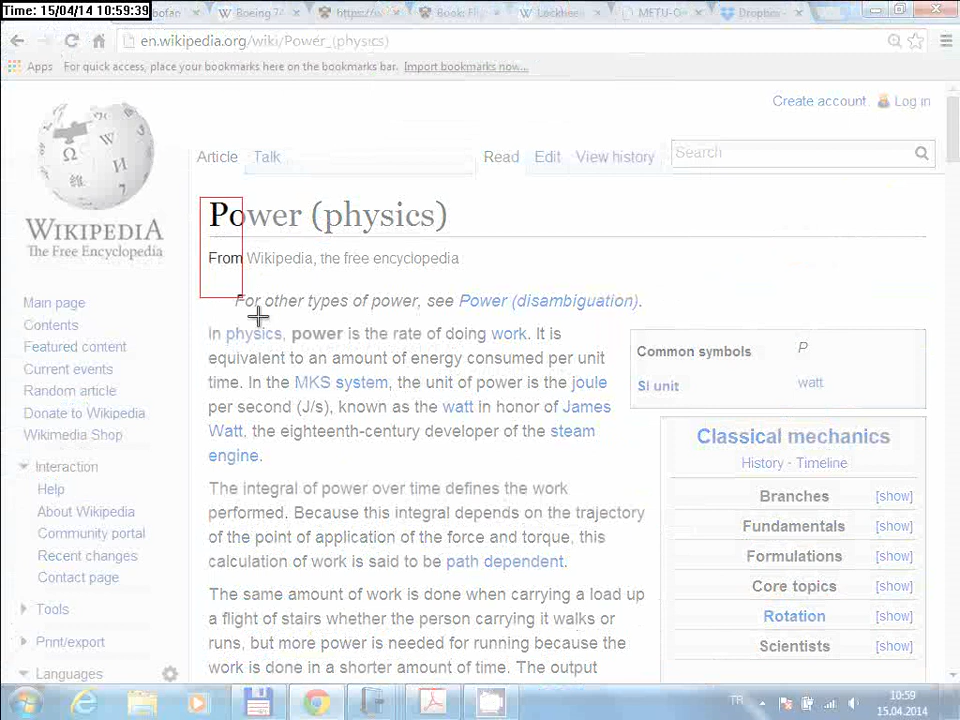 Time: 15/04/14 10:59:39
Boeing 7
https://
Book: Fli
Lockhee
METU-O
Dropbox
en.wikipedia.org/wiki/Power_(physics)
Apps For quick access, place your bookmarks here on the bookmarks bar. Import bookmarks now...
Create account Log in
Article Talk Read Edit View history Search
WIKIPEDIA
The Free Encyclopedia
Main page
Contents
Featured content
Current events
Random article
Donate to Wikipedia
Wikimedia Shop
Interaction
Help
About Wikipedia
Community portal
Recent changes
Contact page
Tools
Print/export
Languages
Power (physics)
From Wikipedia, the free encyclopedia
For other types of power, see Power (disambiguation).
In physics, power is the rate of doing work. It is
equivalent to an amount of energy consumed per unit
time. In the MKS system, the unit of power is the joule
per second (J/s), known as the watt in honor of James
Watt, the eighteenth-century developer of the steam
engine.
The integral of power over time defines the work
performed. Because this integral depends on the trajectory
of the point of application of the force and torque, this
calculation of work is said to be path dependent.
The same amount of work is done when carrying a load up
a flight of stairs whether the person carrying it walks or
runs, but more power is needed for running because the
work is done in a shorter amount of time. The output
Common symbols P
SI unit watt
Classical mechanics
History · Timeline
Branches [show]
Fundamentals [show]
Formulations [show]
Core topics [show]
Rotation [show]
Scientists [show]
TR
10:59
15.04.2014